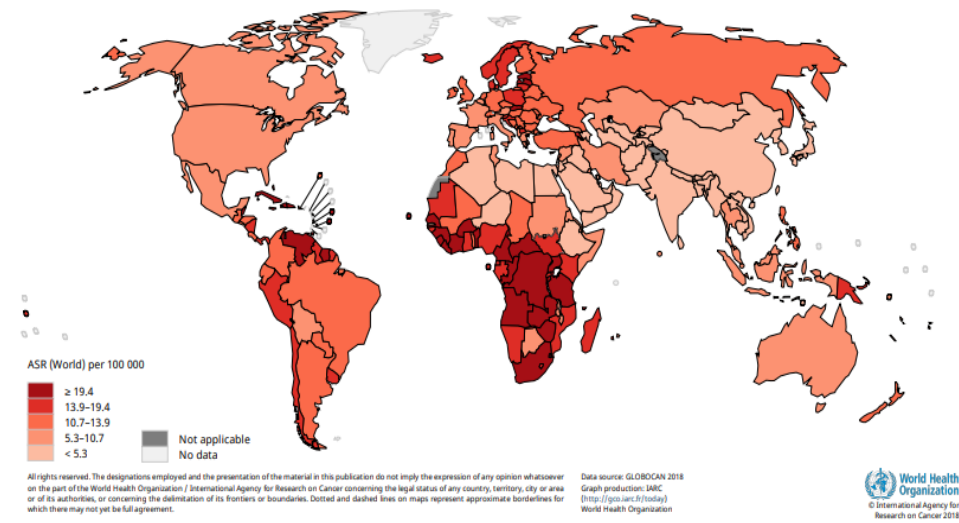 ASR (World) per 100 000
≥ 19.4
13.9–19.4
10.7–13.9
5.3–10.7
< 5.3
Not applicable
No data
All rights reserved. The designations employed and the presentation of the material in this publication do not imply the expression of any opinion whatsoever
on the part of the World Health Organization / International Agency for Research on Cancer concerning the legal status of any country, territory, city or area
or of its authorities, or concerning the delimitation of its frontiers or boundaries. Dotted and dashed lines on maps represent approximate borderlines for
which there may not yet be full agreement.
Data source: GLOBOCAN 2018
Graph production: IARC
(http://gco.iarc.fr/today)
World Health Organization
World Health
Organization
© International Agency for
Research on Cancer 2018